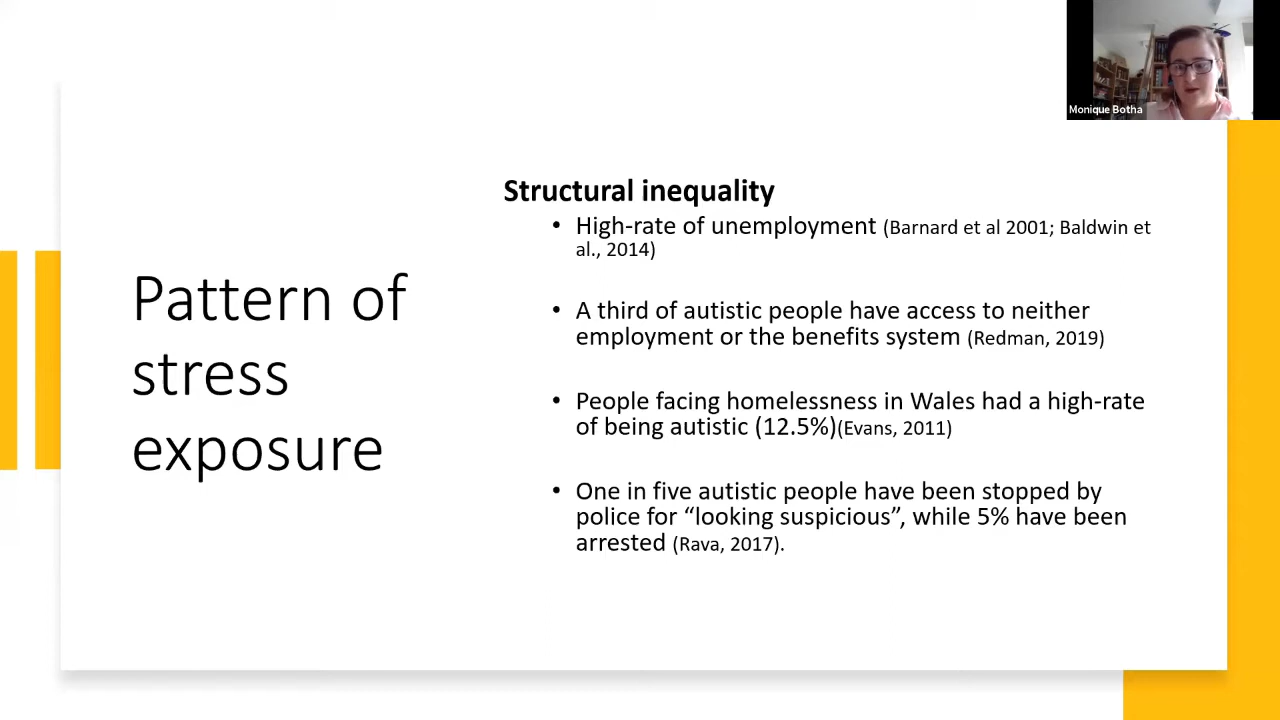 Monique Botha
Structural inequality
• High-rate of unemployment (Barnard et al 2001; Baldwin et
al., 2014)
• A third of autistic people have access to neither
employment or the benefits system (Redman, 2019)
• People facing homelessness in Wales had a high-rate
of being autistic (12.5%)(Evans, 2011)
• One in five autistic people have been stopped by
police for “looking suspicious”, while 5% have been
arrested (Rava, 2017).
Pattern of
stress
exposure